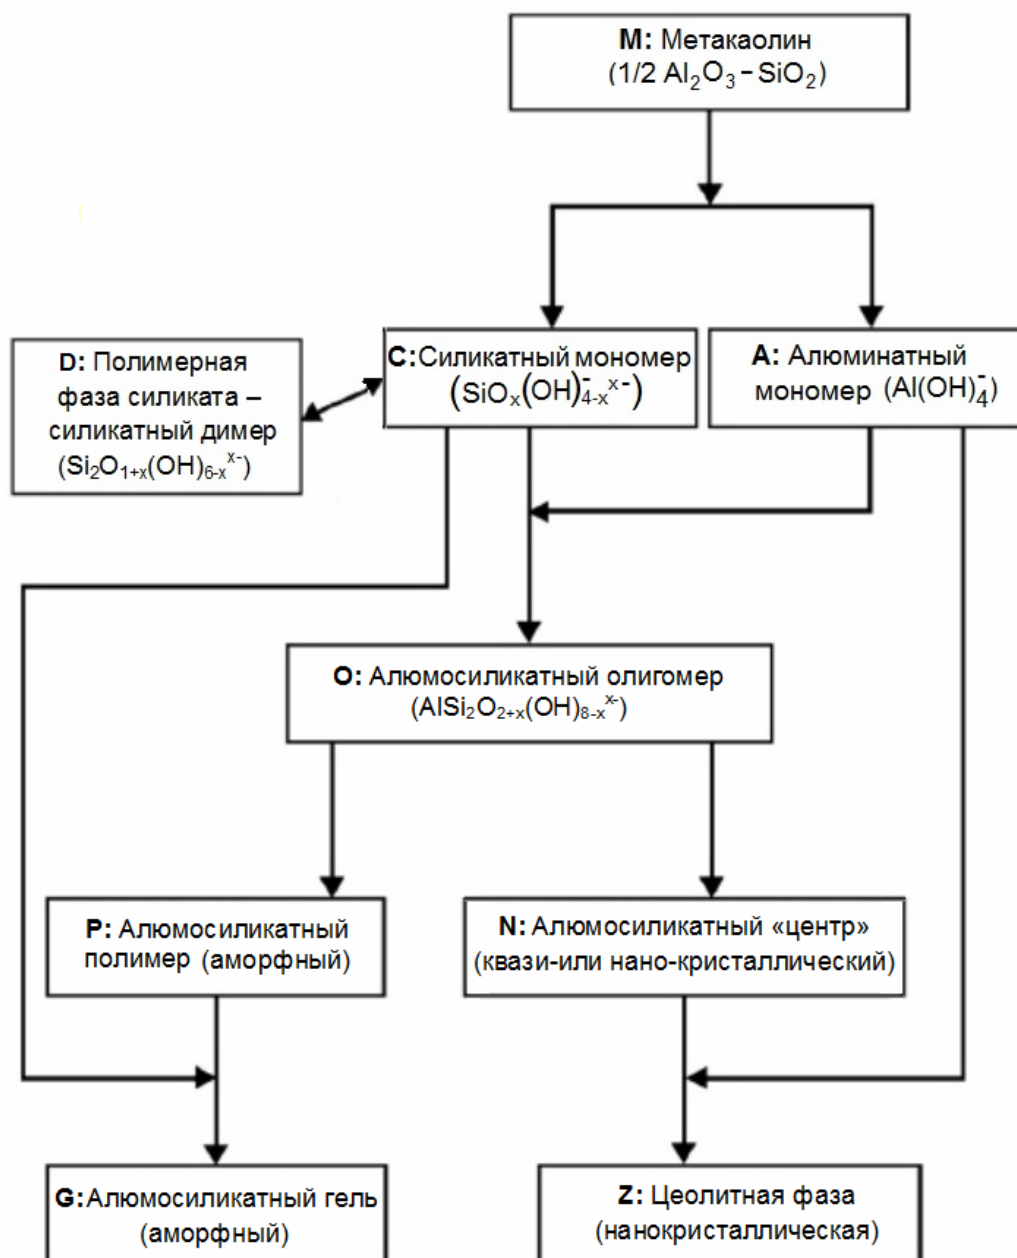 M: Метакаолин
(1/2 Al₂O₃ – SiO₂)
D: Полимерная
фаза силиката –
силикатный димер
(Si₂O₁₊ₓ(OH)₆₋ₓˣ⁻)
C:Силикатный мономер
(SiOₓ(OH)₄₋ₓ⁻ ˣ⁻)
A: Алюминатный
мономер (Al(OH)₄⁻)
O: Алюмосиликатный олигомер
(AlSi₂O₂₊ₓ(OH)₈₋ₓˣ⁻)
P: Алюмосиликатный
полимер (аморфный)
N: Алюмосиликатный «центр»
(квази-или нано-кристаллический)
G:Алюмосиликатный гель
(аморфный)
Z: Цеолитная фаза
(нанокристаллическая)